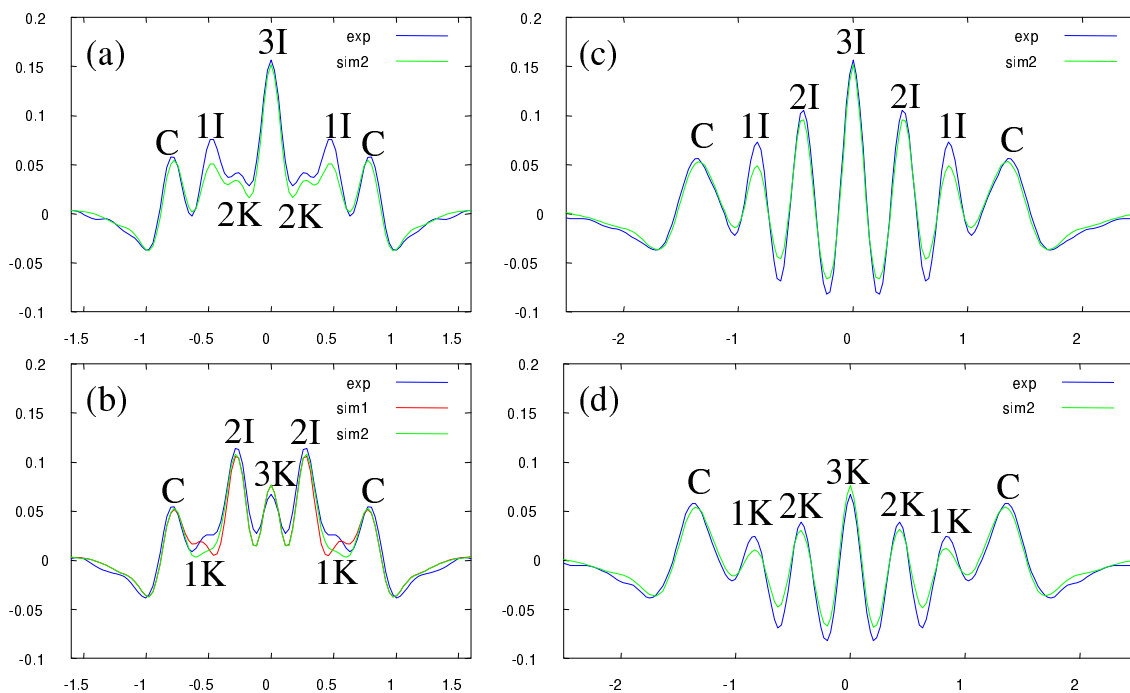 (a)
3I
exp
sim2
C
1I
1I
C
2K
2K
0.2
0.15
0.1
0.05
0
-0.05
-0.1
-1.5 -1 -0.5 0 0.5 1 1.5
(c)
3I
exp
sim2
2I
2I
C
1I
1I
C
0.2
0.15
0.1
0.05
0
-0.05
-0.1
-2 -1 0 1 2
(b)
exp
sim1
sim2
2I
2I
3K
C
C
1K
1K
0.2
0.15
0.1
0.05
0
-0.05
-0.1
-1.5 -1 -0.5 0 0.5 1 1.5
(d)
exp
sim2
3K
C
1K
2K
2K
1K
C
0.2
0.15
0.1
0.05
0
-0.05
-0.1
-2 -1 0 1 2